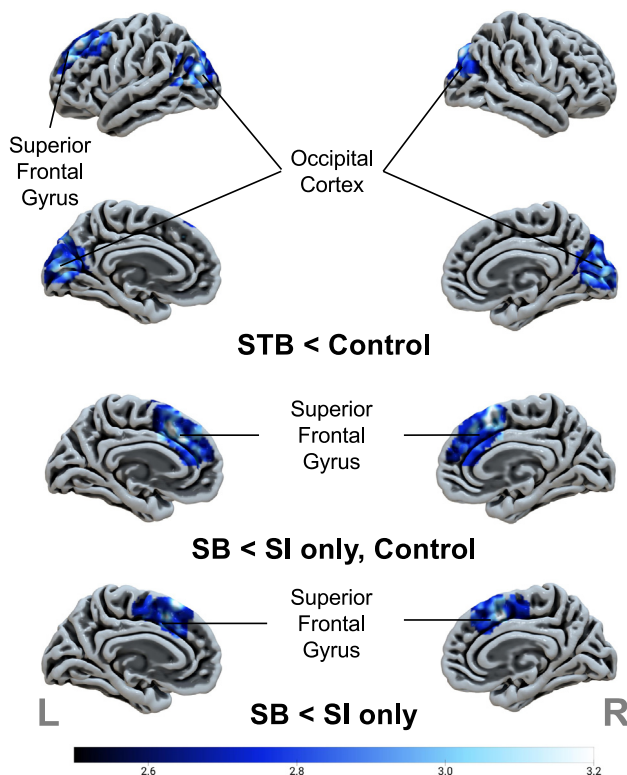 Superior
Frontal
Gyrus
Occipital
Cortex
STB < Control
Superior
Frontal
Gyrus
SB < SI only, Control
Superior
Frontal
Gyrus
L
R
SB < SI only
2.6 2.8 3.0 3.2